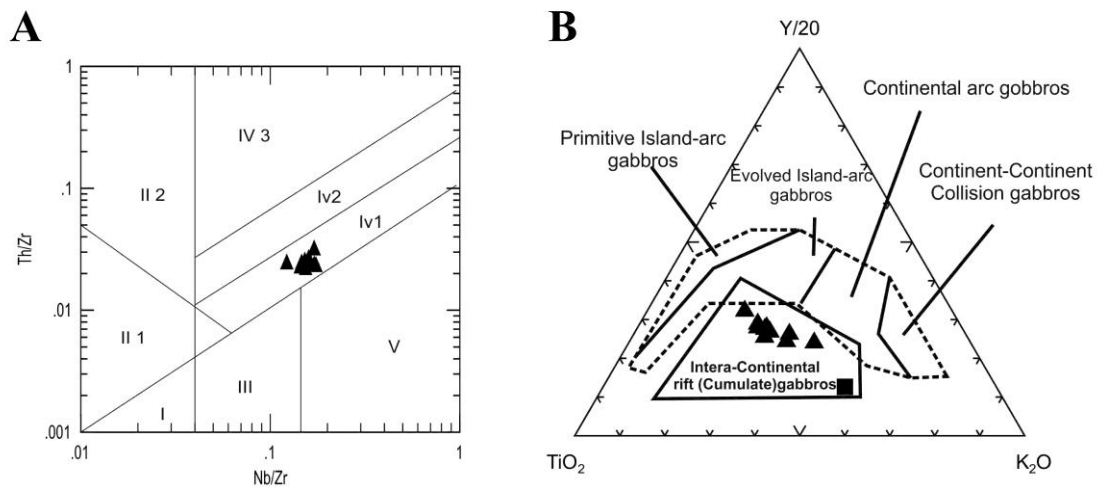 A
1
IV 3
II 2
Iv2
.1
Iv1
Th/Zr
.01
II 1
V
III
I
.001
.01
.1
1
Nb/Zr
B
Y/20
Continental arc gobbros
Primitive Island-arc
gabbros
Evolved Island-arc
gabbros
Continent-Continent
Collision gabbros
Intera-Continental
rift (Cumulate)gabbros
TiO₂
K₂O